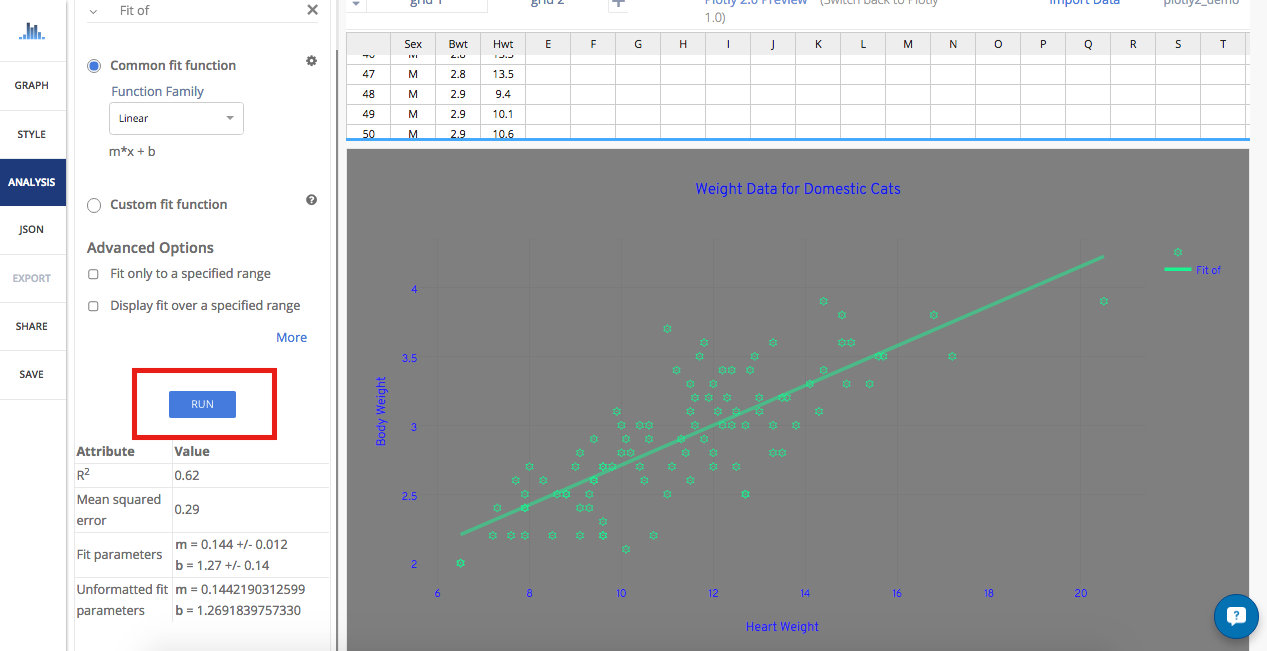 Fit of
grid 1
grid 2
Plotly 2.0 Preview (Switch back to Plotly
1.0)
Import Data
plotly2_demo
Sex Bwt Hwt E F G H I J K L M N O P Q R S T
47 M 2.8 13.5
48 M 2.9 9.4
49 M 2.9 10.1
50 M 2.9 10.6
GRAPH
STYLE
ANALYSIS
JSON
EXPORT
SHARE
SAVE
Common fit function
Function Family
Linear
m*x + b
Custom fit function
?
Advanced Options
Fit only to a specified range
Display fit over a specified range
More
RUN
Attribute Value
R2 0.62
Mean squared
error
0.29
Fit parameters
m = 0.144 +/- 0.012
b = 1.27 +/- 0.14
Unformatted fit
parameters
m = 0.1442190312599
b = 1.2691839757330
Weight Data for Domestic Cats
Fit of
4
3.5
3
2.5
2
Body Weight
6 8 10 12 14 16 18 20
Heart Weight
?